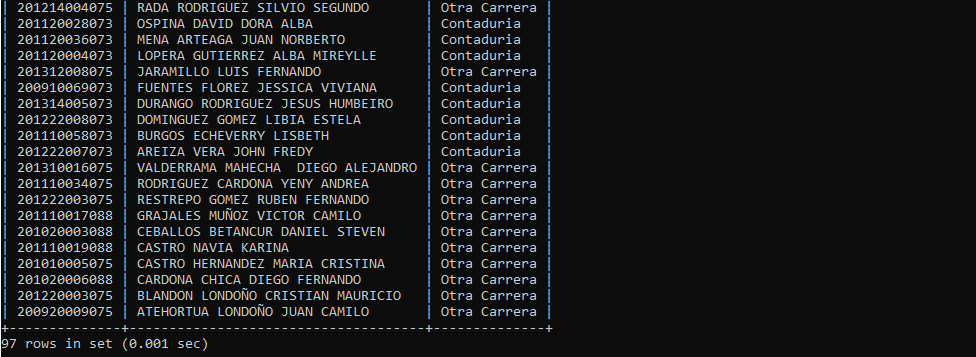 | 201214004075 | RADA RODRIGUEZ SILVIO SEGUNDO       | Otra Carrera |
| 201120028073 | OSPINA DAVID DORA ALBA              | Contaduria   |
| 201120036073 | MENA ARTEAGA JUAN NORBERTO          | Contaduria   |
| 201120004073 | LOPERA GUTIERREZ ALBA MIREYLLE      | Contaduria   |
| 201312008075 | JARAMILLO LUIS FERNANDO             | Otra Carrera |
| 200910069073 | FUENTES FLOREZ JESSICA VIVIANA      | Contaduria   |
| 201314005073 | DURANGO RODRIGUEZ JESUS HUMBEIRO    | Contaduria   |
| 201222008073 | DOMINGUEZ GOMEZ LIBIA ESTELA        | Contaduria   |
| 201110058073 | BURGOS ECHEVERRY LISBETH            | Contaduria   |
| 201222007073 | AREIZA VERA JOHN FREDY              | Contaduria   |
| 201310016075 | VALDERRAMA MAHECHA  DIEGO ALEJANDRO | Otra Carrera |
| 201110034075 | RODRIGUEZ CARDONA YENY ANDREA       | Otra Carrera |
| 201222003075 | RESTREPO GOMEZ RUBEN FERNANDO       | Otra Carrera |
| 201110017088 | GRAJALES MUÑOZ VICTOR CAMILO        | Otra Carrera |
| 201020003088 | CEBALLOS BETANCUR DANIEL STEVEN     | Otra Carrera |
| 201110019088 | CASTRO NAVIA KARINA                 | Otra Carrera |
| 201010005075 | CASTRO HERNANDEZ MARIA CRISTINA     | Otra Carrera |
| 201020006088 | CARDONA CHICA DIEGO FERNANDO        | Otra Carrera |
| 201220003075 | BLANDON LONDOÑO CRISTIAN MAURICIO   | Otra Carrera |
| 200920009075 | ATEHORTUA LONDOÑO JUAN CAMILO       | Otra Carrera |
+--------------+-------------------------------------+--------------+
97 rows in set (0.001 sec)